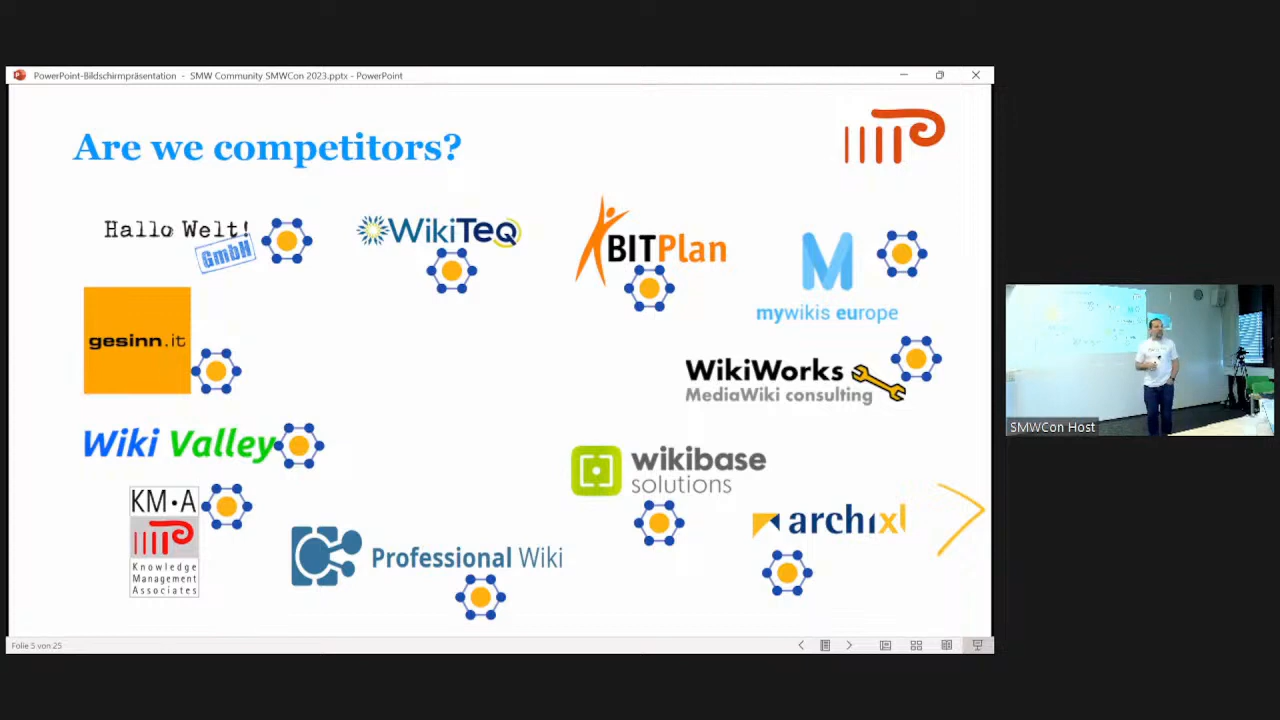 PowerPoint-Bildschirmpräsentation - SMW Community SMWCon 2023.pptx - PowerPoint
Are we competitors?
Hallo Welt!
GmbH
WikiTeQ
BITPlan
M
mywikis europe
gesinn.it
WikiWorks
MediaWiki consulting
Wiki Valley
wikibase
solutions
KM•A
Knowledge
Management
Associates
Professional Wiki
archixl
SMWCon Host
Folie 5 von 25